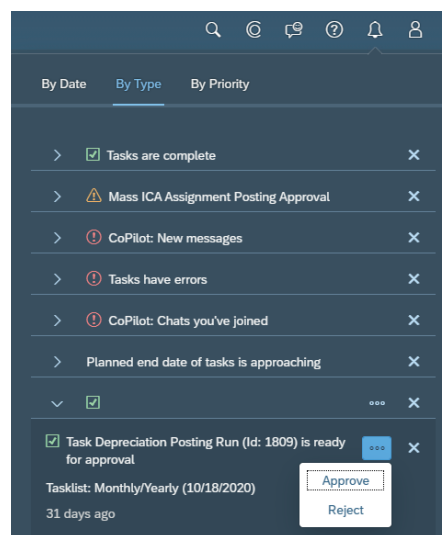 By Date By Type By Priority
Tasks are complete
Mass ICA Assignment Posting Approval
CoPilot: New messages
Tasks have errors
CoPilot: Chats you've joined
Planned end date of tasks is approaching
Task Depreciation Posting Run (Id: 1809) is ready
for approval
Tasklist: Monthly/Yearly (10/18/2020)
31 days ago
Approve
Reject